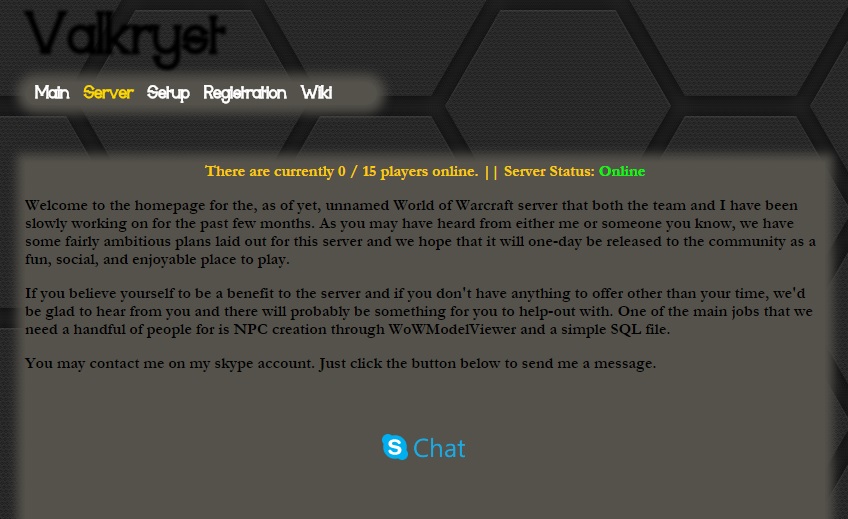 Valkryst
Main Server Setup Registration Wiki
There are currently 0 / 15 players online. || Server Status: Online
Welcome to the homepage for the, as of yet, unnamed World of Warcraft server that both the team and I have been
slowly working on for the past few months. As you may have heard from either me or someone you know, we have
some fairly ambitious plans laid out for this server and we hope that it will one-day be released to the community as a
fun, social, and enjoyable place to play.
If you believe yourself to be a benefit to the server and if you don't have anything to offer other than your time, we'd
be glad to hear from you and there will probably be something for you to help-out with. One of the main jobs that we
need a handful of people for is NPC creation through WoWModelViewer and a simple SQL file.
You may contact me on my skype account. Just click the button below to send me a message.
S Chat